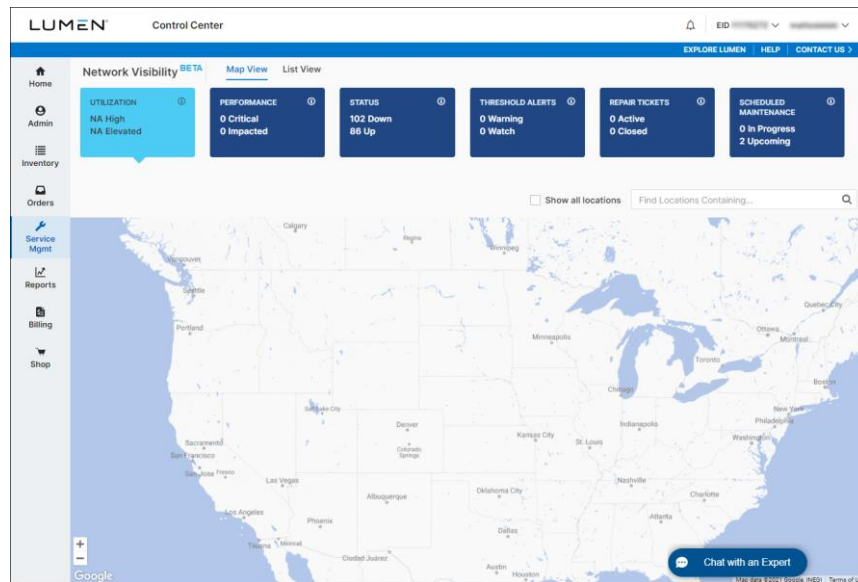 LUMEN
Control Center
EID
EXPLORE LUMEN | HELP | CONTACT US >
Network Visibility BETA
Map View
List View
Home
Admin
Inventory
Orders
Service
Mgmt
Reports
Billing
Shop
UTILIZATION
NA High
NA Elevated
PERFORMANCE
0 Critical
0 Impacted
STATUS
102 Down
86 Up
THRESHOLD ALERTS
0 Warning
0 Watch
REPAIR TICKETS
0 Active
0 Closed
SCHEDULED
MAINTENANCE
0 In Progress
2 Upcoming
Show all locations
Find Locations Containing...
Calgary
Regina
Winnipeg
Vancouver
Seattle
Quebec City
Portland
Ottawa
Montreal
Minneapolis
Toronto
Boston
Chicago
Salt Lake City
New York
Denver
Indianapolis
Philadelphia
Sacramento
Kansas City
St. Louis
Washington
San Francisco
Colorado
Springs
San Jose
Fresno
Las Vegas
Nashville
Albuquerque
Oklahoma City
Charlotte
Los Angeles
Phoenix
Atlanta
Dallas
Tijuana
Mexicali
Ciudad Juárez
Austin
Houston
+
−
Google
Chat with an Expert
Map data ©2021 Google, INEGI
Terms of